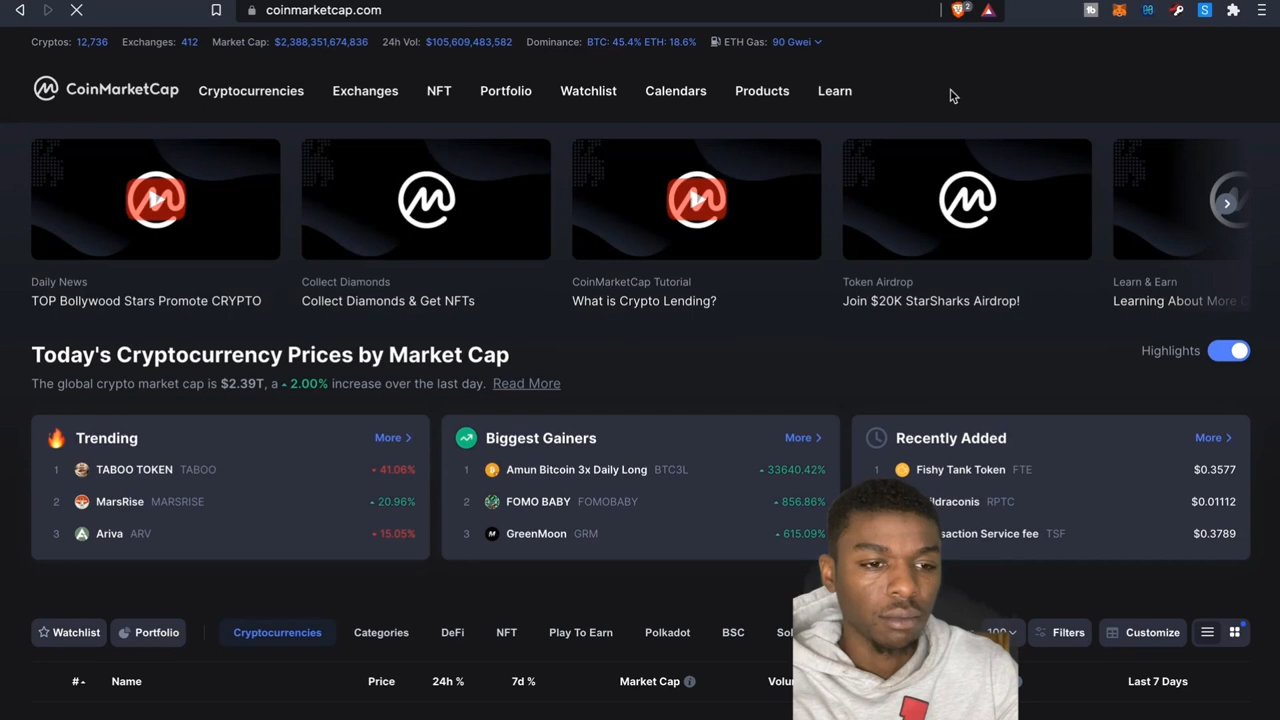 coinmarketcap.com
2
Cryptos: 12,736 Exchanges: 412 Market Cap: $2,388,351,674,836 24h Vol: $105,609,483,582 Dominance: BTC: 45.4% ETH: 18.6% ETH Gas: 90 Gwei
CoinMarketCap Cryptocurrencies Exchanges NFT Portfolio Watchlist Calendars Products Learn
Daily News Collect Diamonds CoinMarketCap Tutorial Token Airdrop Learn & Earn
TOP Bollywood Stars Promote CRYPTO Collect Diamonds & Get NFTs What is Crypto Lending? Join $20K StarSharks Airdrop! Learning About More
Today's Cryptocurrency Prices by Market Cap Highlights
The global crypto market cap is $2.39T, a 2.00% increase over the last day. Read More
Trending More Biggest Gainers More Recently Added More
1 TABOO TOKEN TABOO 41.06% 1 Amun Bitcoin 3x Daily Long BTC3L 33640.42% 1 Fishy Tank Token FTE $0.3577
2 MarsRise MARSRISE 20.96% 2 FOMO BABY FOMOBABY 856.86% ildraconis RPTC $0.01112
3 Ariva ARV 15.05% 3 GreenMoon GRM 615.09% saction Service fee TSF $0.3789
Watchlist Portfolio Cryptocurrencies Categories DeFi NFT Play To Earn Polkadot BSC Sol 100 Filters Customize
# Name Price 24h % 7d % Market Cap Volu Last 7 Days